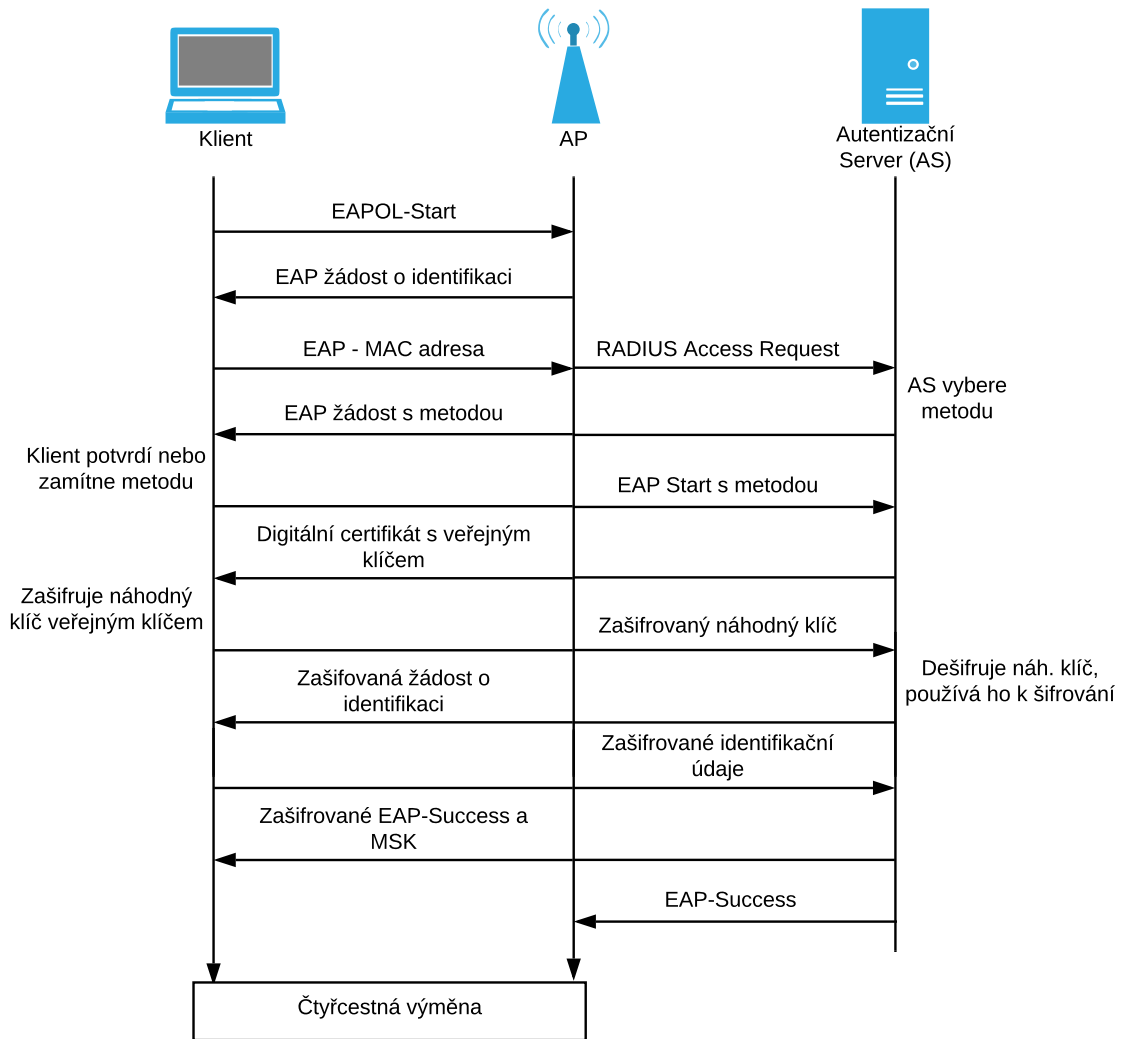 Klient
AP
Autentizační
Server (AS)
EAPOL-Start
EAP žádost o identifikaci
EAP - MAC adresa
RADIUS Access Request
AS vybere
metodu
EAP žádost s metodou
Klient potvrdí nebo
zamítne metodu
EAP Start s metodou
Digitální certifikát s veřejným
klíčem
Zašifruje náhodný
klíč veřejným klíčem
Zašifrovaný náhodný klíč
Dešifruje náh. klíč,
používá ho k šifrování
Zašifovaná žádost o
identifikaci
Zašifrované identifikační
údaje
Zašifrované EAP-Success a
MSK
EAP-Success
Čtyřcestná výměna